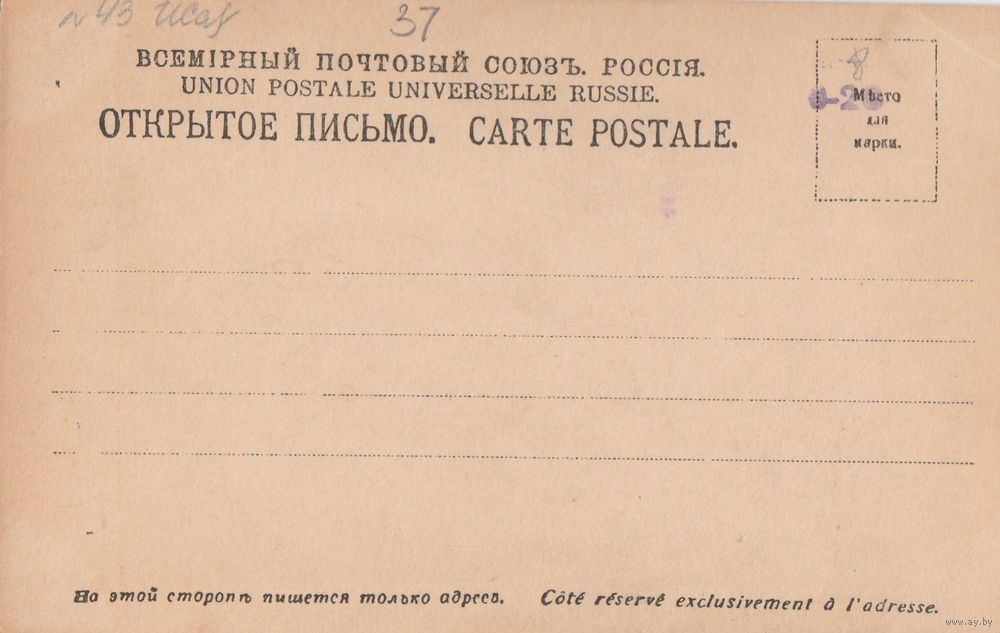 37
ВСЕМІРНЫЙ ПОЧТОВЫЙ СОЮЗЪ. РОССІЯ.
UNION POSTALE UNIVERSELLE RUSSIE.
ОТКРЫТОЕ ПИСЬМО. CARTE POSTALE.
Мѣсто
для
марки.
На этой сторонѣ пишется только адресъ. Côté réservé exclusivement à l'adresse.
www.ay.by